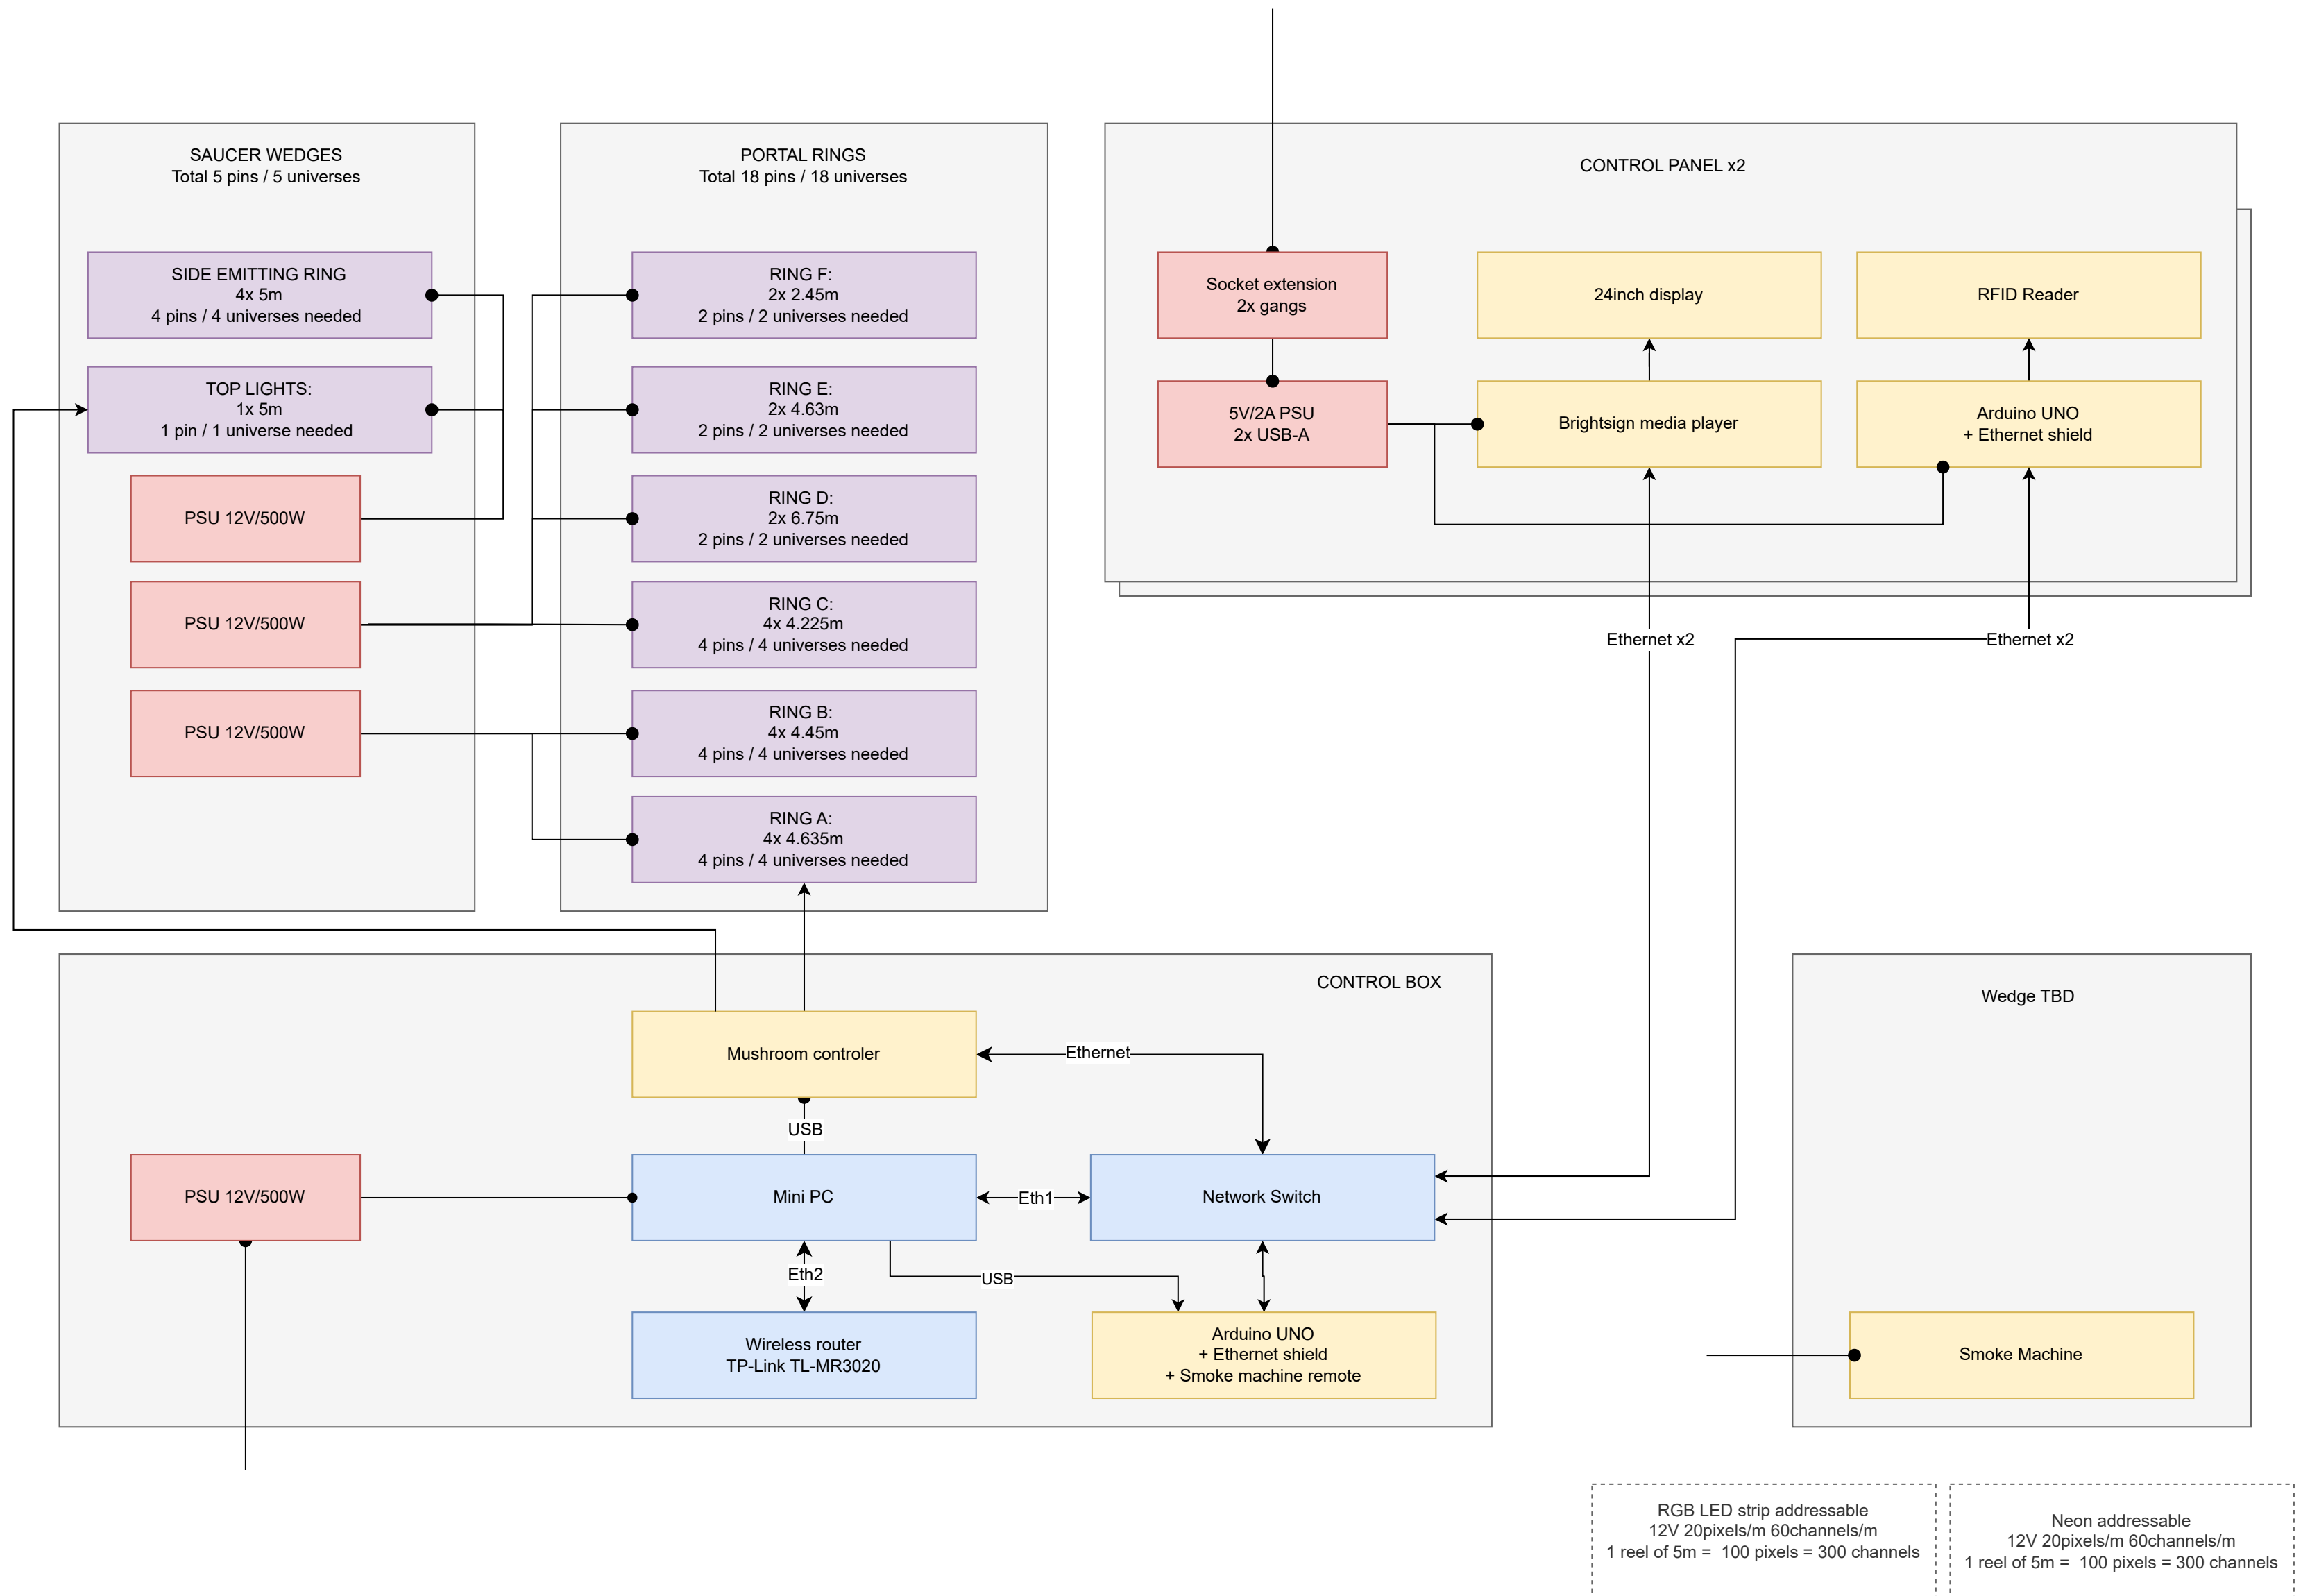 SAUCER WEDGES
Total 5 pins / 5 universes
SIDE EMITTING RING
4x 5m
4 pins / 4 universes needed
TOP LIGHTS:
1x 5m
1 pin / 1 universe needed
PSU 12V/500W
PSU 12V/500W
PSU 12V/500W
PORTAL RINGS
Total 18 pins / 18 universes
RING F:
2x 2.45m
2 pins / 2 universes needed
RING E:
2x 4.63m
2 pins / 2 universes needed
RING D:
2x 6.75m
2 pins / 2 universes needed
RING C:
4x 4.225m
4 pins / 4 universes needed
RING B:
4x 4.45m
4 pins / 4 universes needed
RING A:
4x 4.635m
4 pins / 4 universes needed
CONTROL PANEL x2
Socket extension
2x gangs
24inch display
RFID Reader
5V/2A PSU
2x USB-A
Brightsign media player
Arduino UNO
+ Ethernet shield
Ethernet x2
Ethernet x2
CONTROL BOX
Mushroom controler
Ethernet
USB
PSU 12V/500W
Mini PC
Eth1
Network Switch
Eth2
USB
Wireless router
TP-Link TL-MR3020
Arduino UNO
+ Ethernet shield
+ Smoke machine remote
Wedge TBD
Smoke Machine
RGB LED strip addressable
12V 20pixels/m 60channels/m
1 reel of 5m =  100 pixels = 300 channels
Neon addressable
12V 20pixels/m 60channels/m
1 reel of 5m =  100 pixels = 300 channels